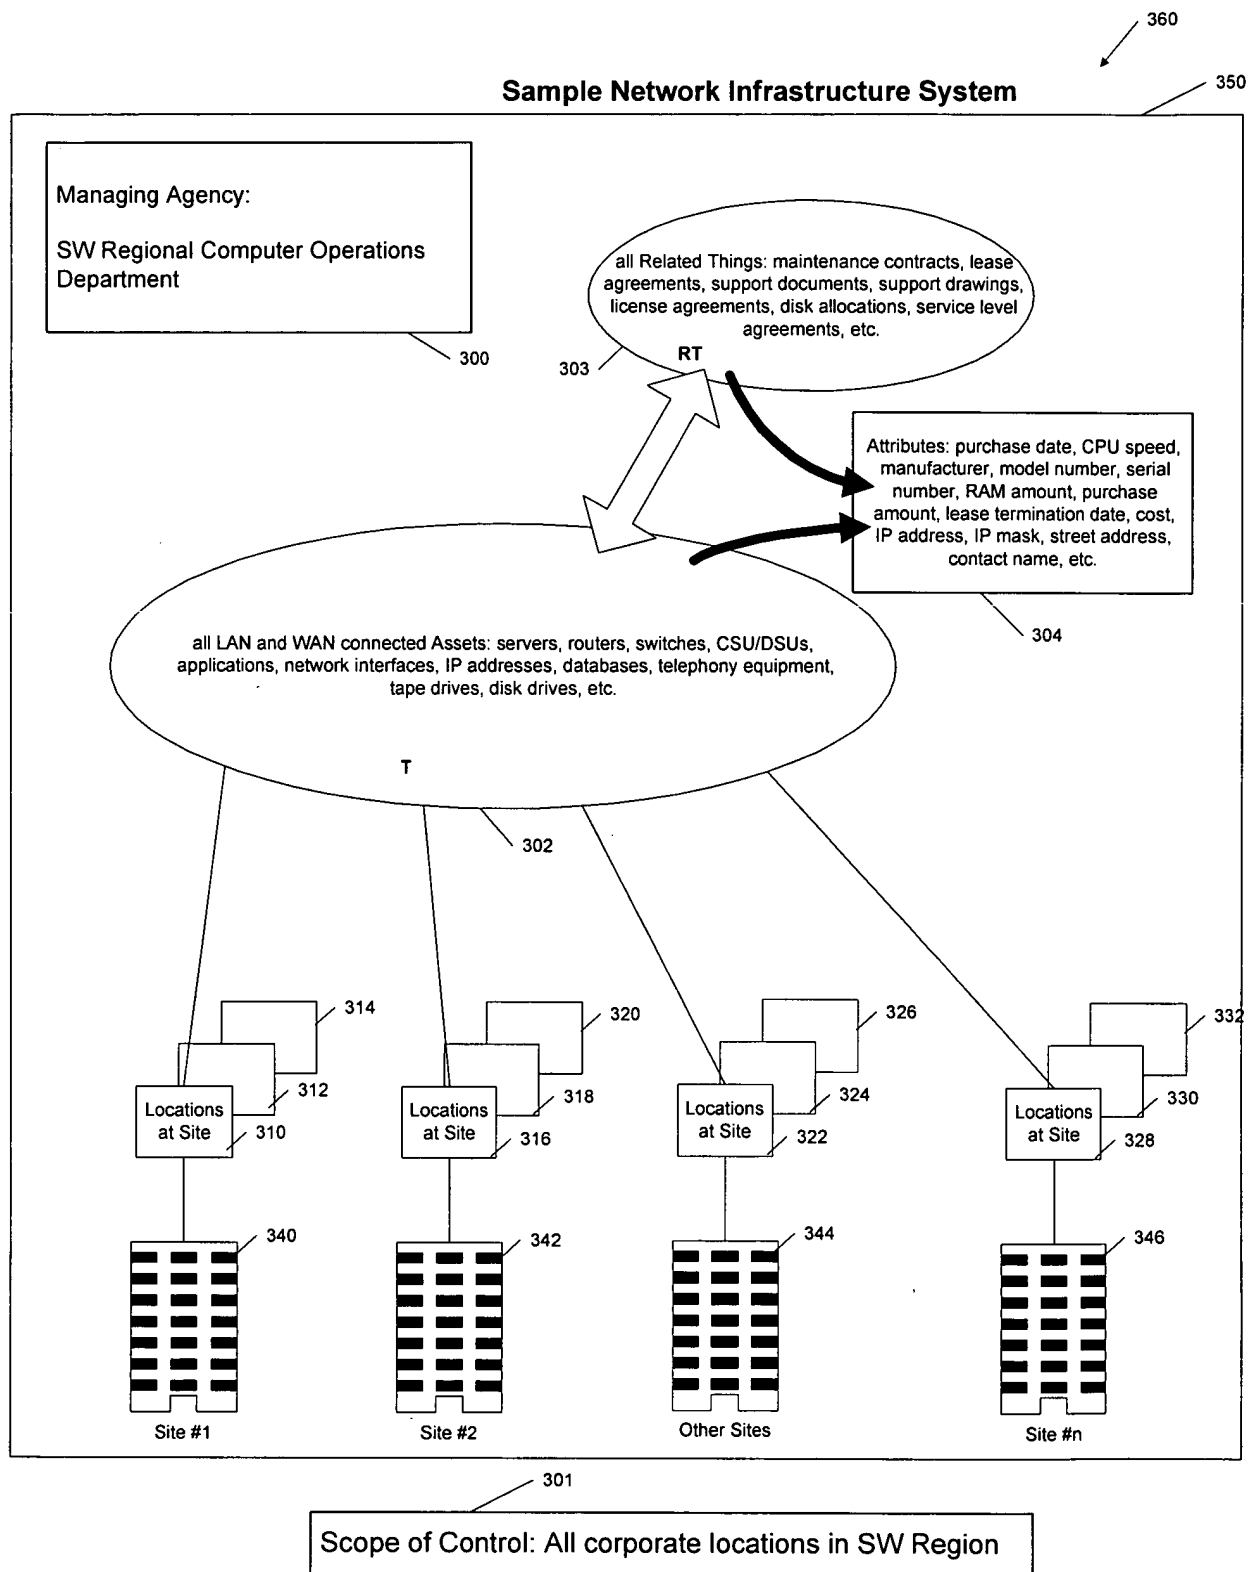 360
Sample Network Infrastructure System
350
Managing Agency:
SW Regional Computer Operations
Department
300
all Related Things: maintenance contracts, lease
agreements, support documents, support drawings,
license agreements, disk allocations, service level
agreements, etc.
RT
303
Attributes: purchase date, CPU speed,
manufacturer, model number, serial
number, RAM amount, purchase
amount, lease termination date, cost,
IP address, IP mask, street address,
contact name, etc.
304
all LAN and WAN connected Assets: servers, routers, switches, CSU/DSUs,
applications, network interfaces, IP addresses, databases, telephony equipment,
tape drives, disk drives, etc.
T
302
314
320
326
332
312
318
324
330
Locations
at Site
310
Locations
at Site
316
Locations
at Site
322
Locations
at Site
328
340
342
344
346
Site #1
Site #2
Other Sites
Site #n
301
Scope of Control: All corporate locations in SW Region